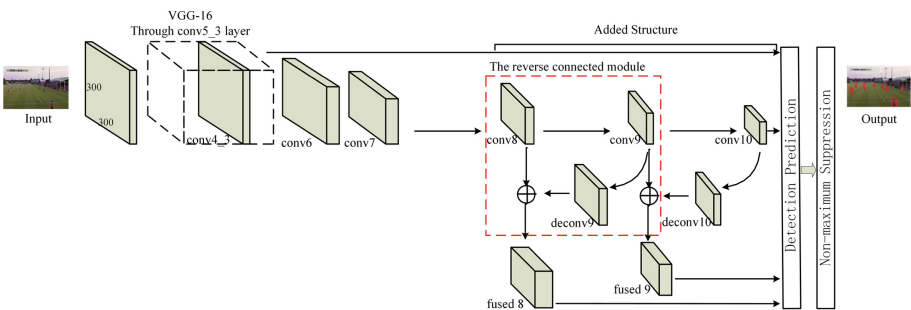 VGG-16
Through conv5_3 layer
Added Structure
The reverse connected module
300
300
Input
conv4_3
conv6
conv7
conv8
conv9
conv10
deconv9
deconv10
fused 8
fused 9
Detection Prediction
Non-maximum Suppression
Output